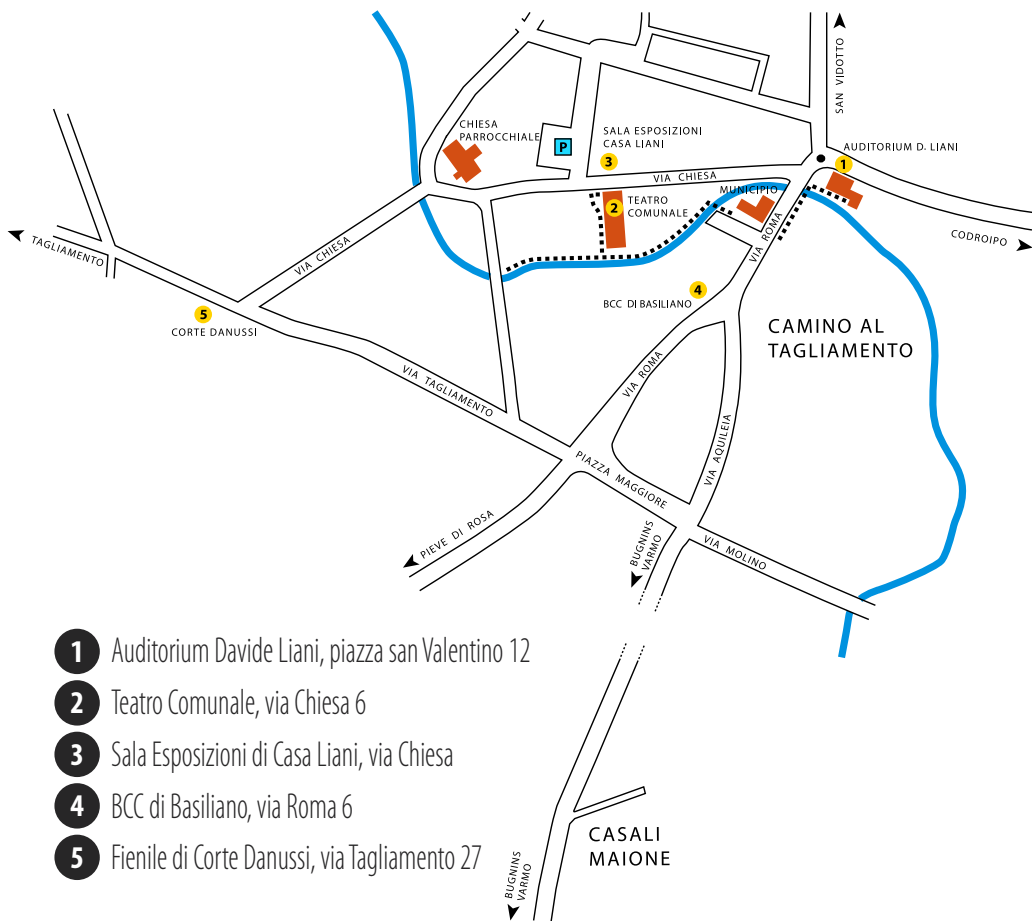 SAN VIDOTTO
CHIESA
PARROCCHIALE
P
SALA ESPOSIZIONI
CASA LIANI
3
AUDITORIUM D. LIANI
1
VIA CHIESA
MUNICIPIO
2
TEATRO
COMUNALE
VIA ROMA
CODROIPO
TAGLIAMENTO
VIA CHIESA
4
BCC DI BASILIANO
5
CORTE DANUSSI
CAMINO AL
TAGLIAMENTO
VIA TAGLIAMENTO
VIA ROMA
VIA AQUILEIA
PIAZZA MAGGIORE
PIEVE DI ROSA
BUGNINS
VARMO
VIA MOLINO
1 Auditorium Davide Liani, piazza san Valentino 12
2 Teatro Comunale, via Chiesa 6
3 Sala Esposizioni di Casa Liani, via Chiesa
4 BCC di Basiliano, via Roma 6
5 Fienile di Corte Danussi, via Tagliamento 27
CASALI
MAIONE
BUGNINS
VARMO